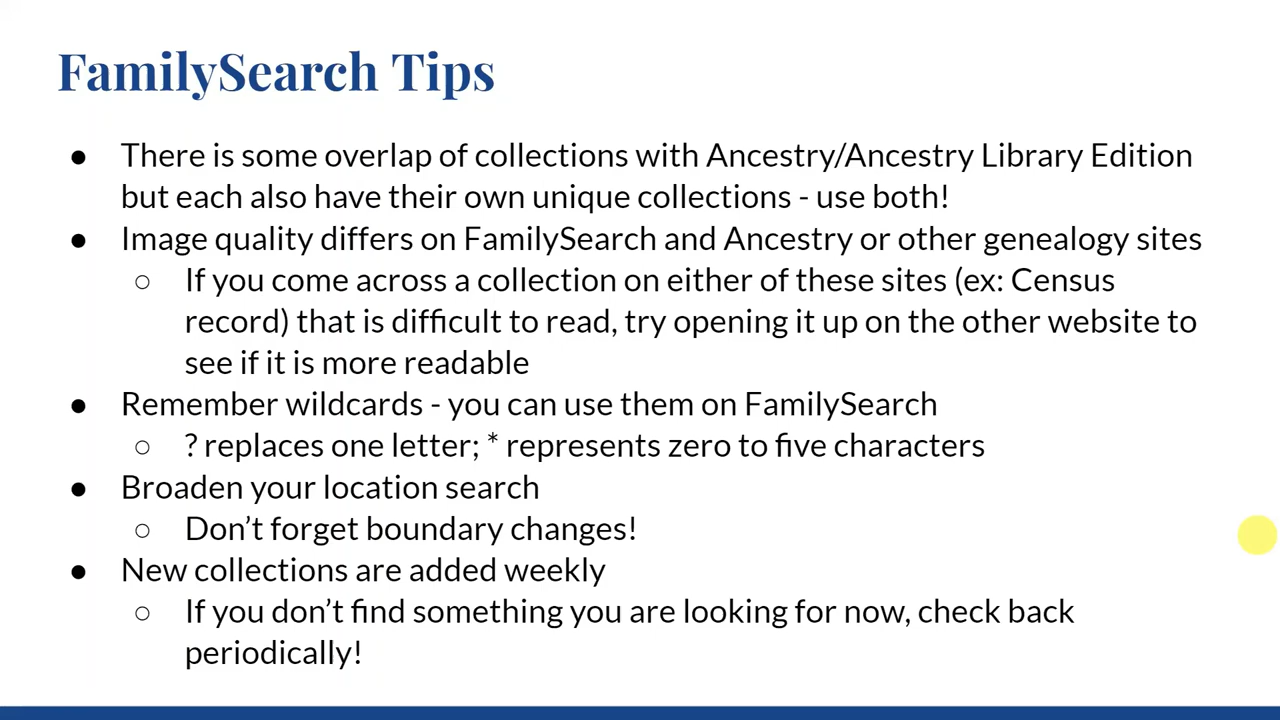 FamilySearch Tips
● There is some overlap of collections with Ancestry/Ancestry Library Edition
but each also have their own unique collections - use both!
● Image quality differs on FamilySearch and Ancestry or other genealogy sites
○ If you come across a collection on either of these sites (ex: Census
record) that is difficult to read, try opening it up on the other website to
see if it is more readable
● Remember wildcards - you can use them on FamilySearch
○ ? replaces one letter; * represents zero to five characters
● Broaden your location search
○ Don’t forget boundary changes!
● New collections are added weekly
○ If you don’t find something you are looking for now, check back
periodically!